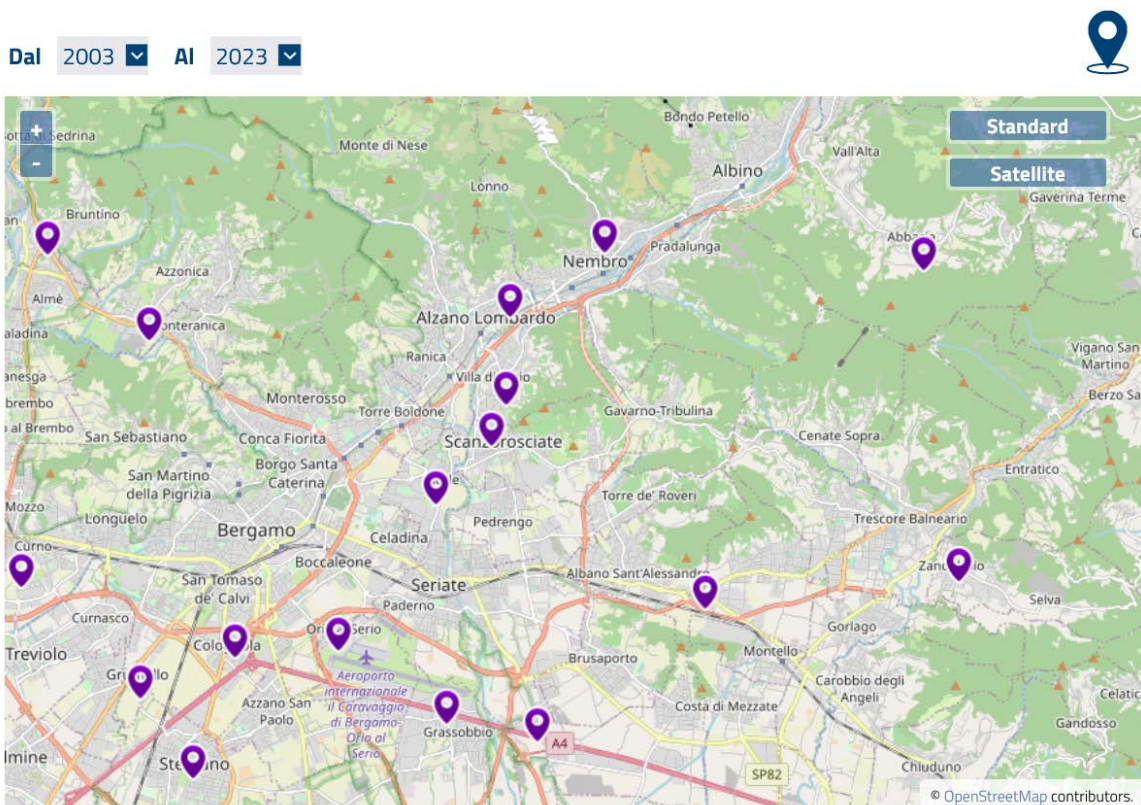 Dal 2003 Al 2023
+
-
Standard
Satellite
Sedrina
Bondo Petello
Monte di Nese
Vall'Alta
Albino
Lonno
Gaverina Terme
Bruntino
Pradalunga
Nembro
Azzonica
Almè
Alzano Lombardo
Ranica
Vigano San
Martino
Monterosso
Torre Boldone
Gavarno-Tribulina
San Sebastiano
Conca Fiorita
Scanzorosciate
Cenate Sopra
Borgo Santa
Caterina
San Martino
della Pigrizia
Entratico
Torre de' Roveri
Mozzo
Longuelo
Bergamo
Pedrengo
Trescore Balneario
Celadina
Curno
Boccaleone
San Tomaso
de' Calvi
Seriate
Albano Sant'Alessandro
Selva
Curnasco
Paderno
Gorlago
Treviolo
Brusaporto
Montello
Aeroporto
internazionale
il Caravaggio
di Bergamo-
Orio al
Serio
Azzano San
Paolo
Carobbio degli
Angeli
Costa di Mezzate
Grassobbio
Gandosso
A4
SP82
Chiuduno
© OpenStreetMap contributors.